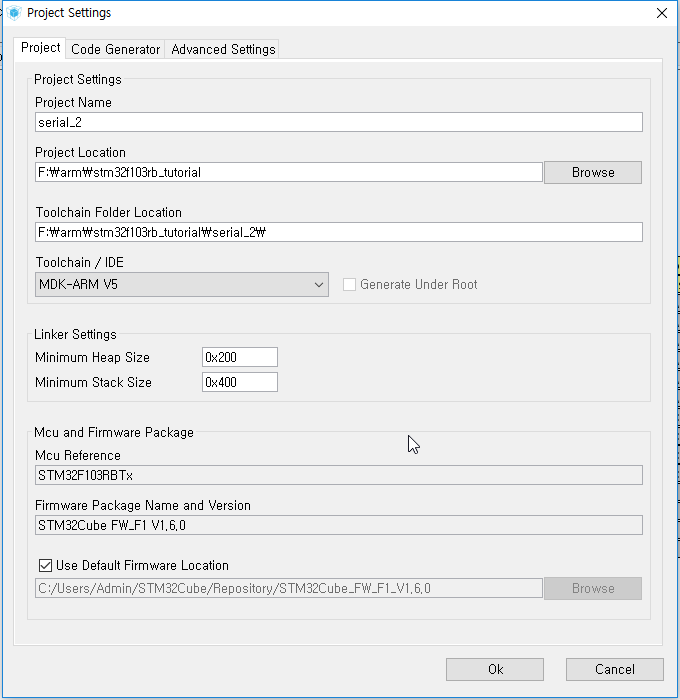 Project Settings
Project Code Generator Advanced Settings
Project Settings
Project Name
serial_2
Project Location
F:₩arm₩stm32f103rb_tutorial
Browse
Toolchain Folder Location
F:₩arm₩stm32f103rb_tutorial₩serial_2₩
Toolchain / IDE
MDK-ARM V5
Generate Under Root
Linker Settings
Minimum Heap Size 0x200
Minimum Stack Size 0x400
Mcu and Firmware Package
Mcu Reference
STM32F103RBTx
Firmware Package Name and Version
STM32Cube FW_F1 V1.6.0
Use Default Firmware Location
C:/Users/Admin/STM32Cube/Repository/STM32Cube_FW_F1_V1.6.0
Browse
Ok Cancel